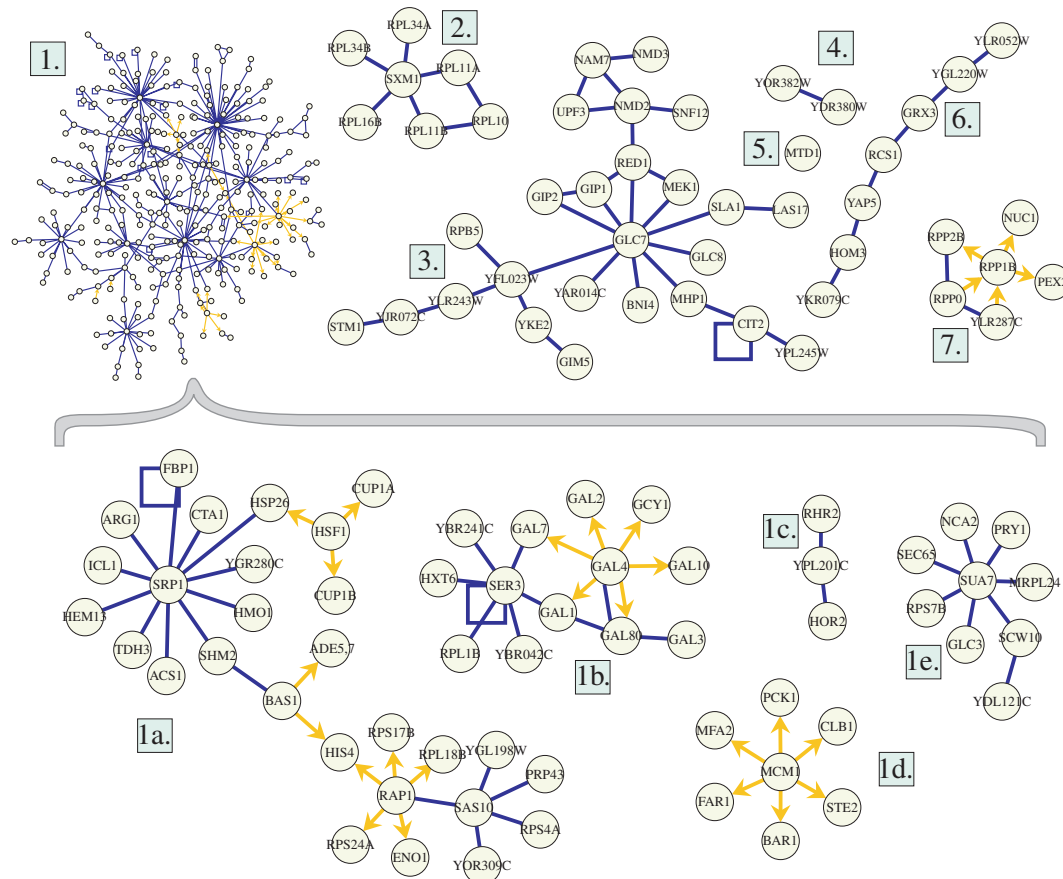 1.
2.
RPL34A
RPL34B
SXM1
RPL11A
RPL16B
RPL11B
RPL10
NAM7
NMD3
UPF3
NMD2
SNF12
RED1
GIP2
GIP1
MEK1
SLA1
LAS17
GLC7
GLC8
YAR014C
BNI4
MHP1
CIT2
YPL245W
3.
RPB5
YFL023W
YLR243W
YJR072C
STM1
YKE2
GIM5
4.
YOR382W
YDR380W
5.
MTD1
YLR052W
YGL220W
GRX3
6.
RCS1
YAP5
HOM3
YKR079C
NUC1
RPP2B
RPP1B
RPP0
YLR287C
7.
FBP1
ARG1
CTA1
HSP26
CUP1A
HSF1
CUP1B
ICL1
YGR280C
SRP1
HEM13
HMO1
TDH3
ACS1
SHM2
ADE5,7
BAS1
1a.
HIS4
RPS17B
RPL18B
RAP1
RPS24A
ENO1
YGL198W
PRP43
SAS10
RPS4A
YOR309C
YBR241C
GAL7
GAL2
GCY1
HXT6
SER3
GAL4
GAL10
GAL1
RPL1B
YBR042C
GAL80
GAL3
1b.
1c.
RHR2
YPL201C
HOR2
NCA2
PRY1
SEC65
SUA7
MRPL24
RPS7B
GLC3
SCW10
YDL121C
1e.
PCK1
MFA2
CLB1
MCM1
FAR1
STE2
BAR1
1d.